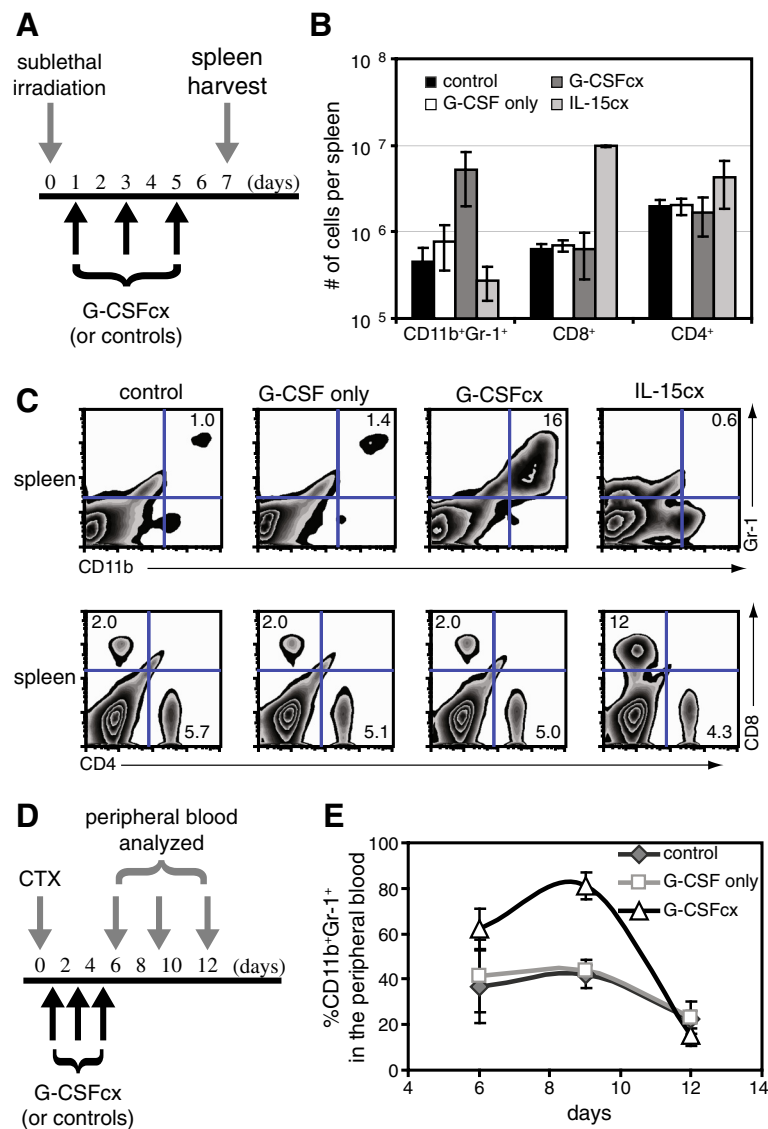 A
sublethal
irradiation
spleen
harvest
0 1 2 3 4 5 6 7 (days)
G-CSFcx
(or controls)
B
# of cells per spleen
10 8
10 7
10 6
10 5
control
G-CSFcx
G-CSF only
IL-15cx
CD11b+Gr-1+
CD8+
CD4+
C
control
G-CSF only
G-CSFcx
IL-15cx
spleen
1.0
1.4
16
0.6
Gr-1
CD11b
spleen
2.0
5.7
2.0
5.1
2.0
5.0
12
4.3
CD8
CD4
D
peripheral blood
analyzed
CTX
0 2 4 6 8 10 12 (days)
G-CSFcx
(or controls)
E
%CD11b+Gr-1+
in the peripheral blood
100
80
60
40
20
0
control
G-CSF only
G-CSFcx
4 6 8 10 12 14
days